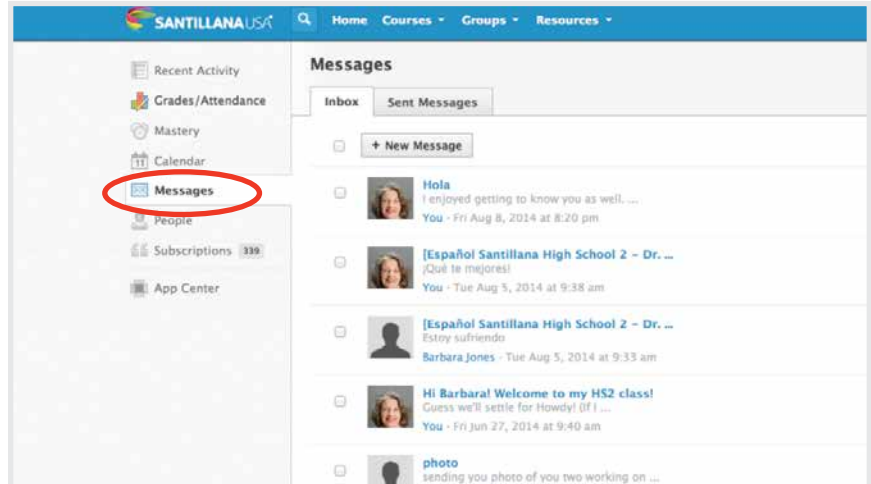 SANTILLANA USA Home Courses Groups Resources
Recent Activity
Grades/Attendance
Mastery
11 Calendar
Messages
People
Subscriptions 339
App Center
Messages
Inbox Sent Messages
+ New Message
Hola
I enjoyed getting to know you as well. ...
You - Fri Aug 8, 2014 at 8:20 pm
[Español Santillana High School 2 – Dr. ...
¡Qué te mejores!
You - Tue Aug 5, 2014 at 9:38 am
[Español Santillana High School 2 – Dr. ...
Estoy sufriendo
Barbara Jones - Tue Aug 5, 2014 at 9:33 am
Hi Barbara! Welcome to my HS2 class!
Guess we'll settle for Howdy! (If I ...
You - Fri Jun 27, 2014 at 9:40 am
photo
sending you photo of you two working on ...